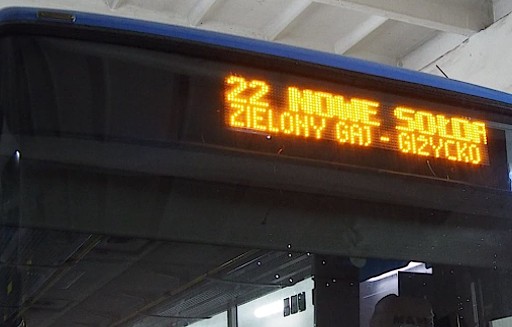 22 NOWE SOŁDA
ZIELONY GAJ - GIŻYCKO